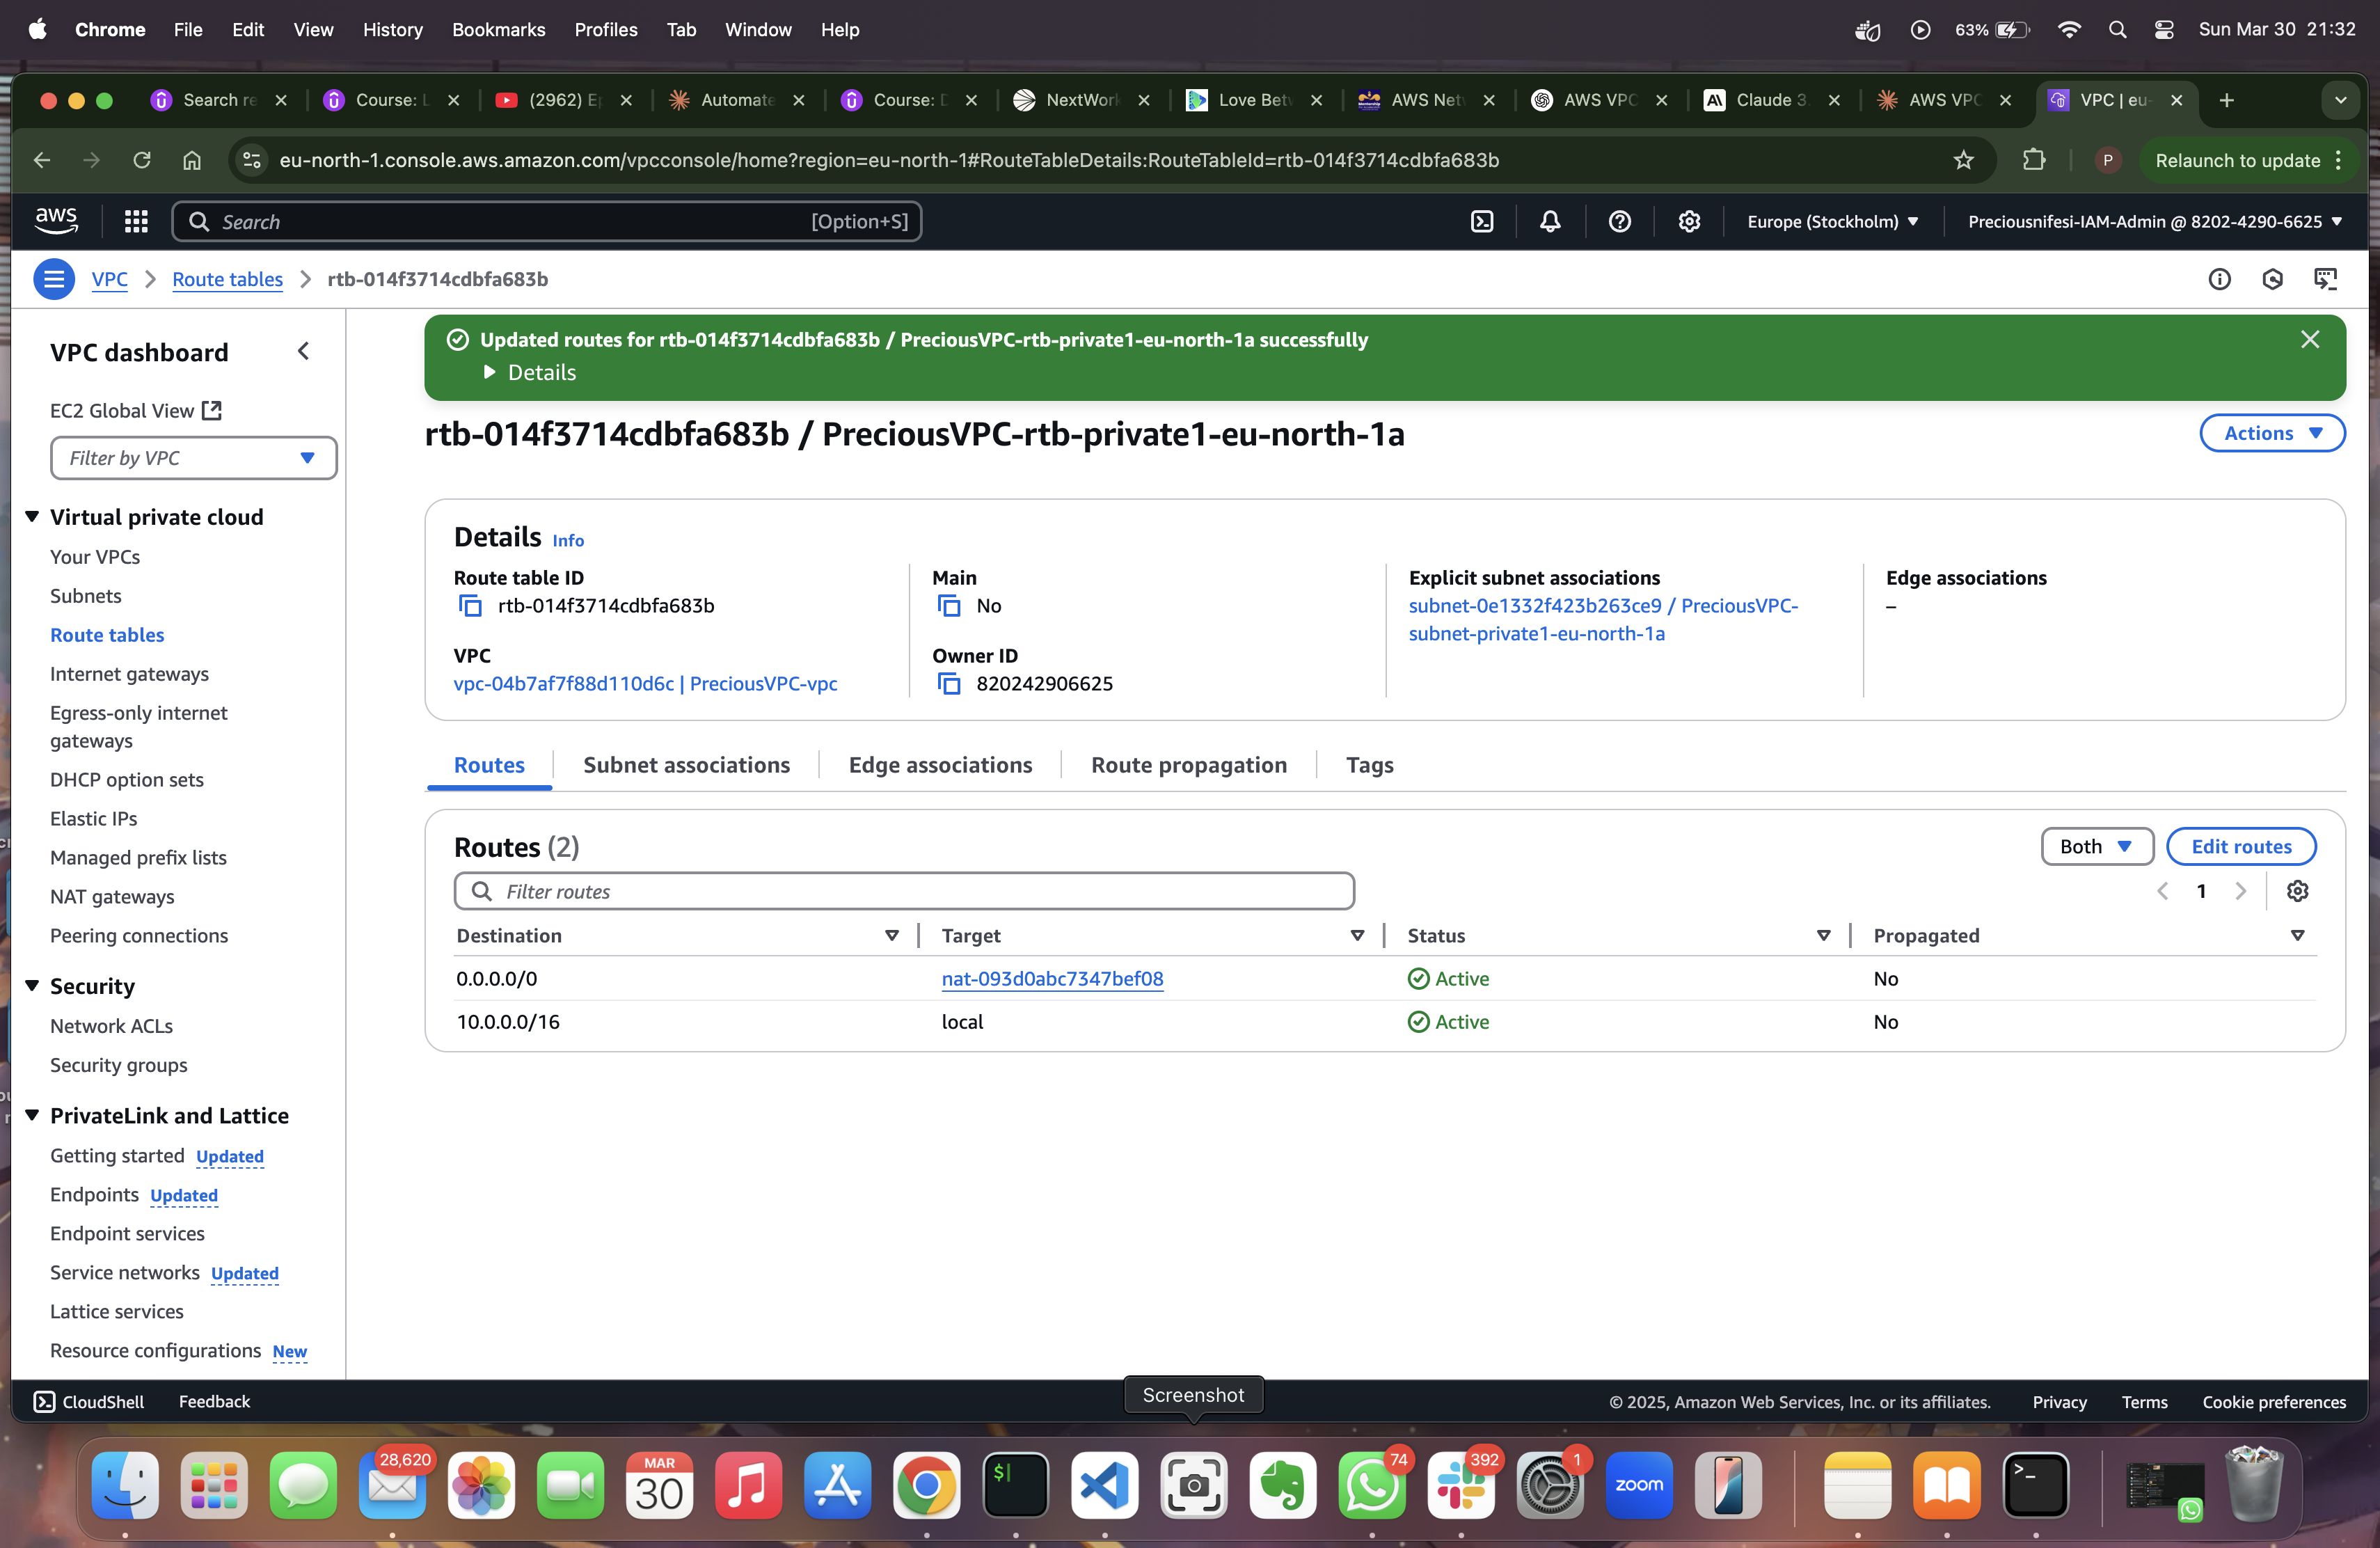 Chrome File Edit View History Bookmarks Profiles Tab Window Help 63% Sun Mar 30 21:32
Search re Course: L (2962) E Automate Course: D NextWor Love Betw AWS Net AWS VPC Claude 3. AWS VPC VPC | eu-
eu-north-1.console.aws.amazon.com/vpcconsole/home?region=eu-north-1#RouteTableDetails:RouteTableId=rtb-014f3714cdbfa683b P Relaunch to update
aws Search [Option+S] Europe (Stockholm) Preciousnifesi-IAM-Admin @ 8202-4290-6625
VPC Route tables rtb-014f3714cdbfa683b
VPC dashboard
EC2 Global View
Filter by VPC
Virtual private cloud
Your VPCs
Subnets
Route tables
Internet gateways
Egress-only internet
gateways
DHCP option sets
Elastic IPs
Managed prefix lists
NAT gateways
Peering connections
Security
Network ACLs
Security groups
PrivateLink and Lattice
Getting started Updated
Endpoints Updated
Endpoint services
Service networks Updated
Lattice services
Resource configurations New
Updated routes for rtb-014f3714cdbfa683b / PreciousVPC-rtb-private1-eu-north-1a successfully
Details
rtb-014f3714cdbfa683b / PreciousVPC-rtb-private1-eu-north-1a
Actions
Details Info
Route table ID
rtb-014f3714cdbfa683b
VPC
vpc-04b7af7f88d110d6c | PreciousVPC-vpc
Main
No
Owner ID
820242906625
Explicit subnet associations
subnet-0e1332f423b263ce9 / PreciousVPC-
subnet-private1-eu-north-1a
Edge associations
–
Routes Subnet associations Edge associations Route propagation Tags
Routes (2)
Both Edit routes
Filter routes
1
Destination Target Status Propagated
0.0.0.0/0 nat-093d0abc7347bef08 Active No
10.0.0.0/16 local Active No
CloudShell Feedback © 2025, Amazon Web Services, Inc. or its affiliates. Privacy Terms Cookie preferences
Screenshot
28,620 MAR 30 $ 74 392 1 zoom >_